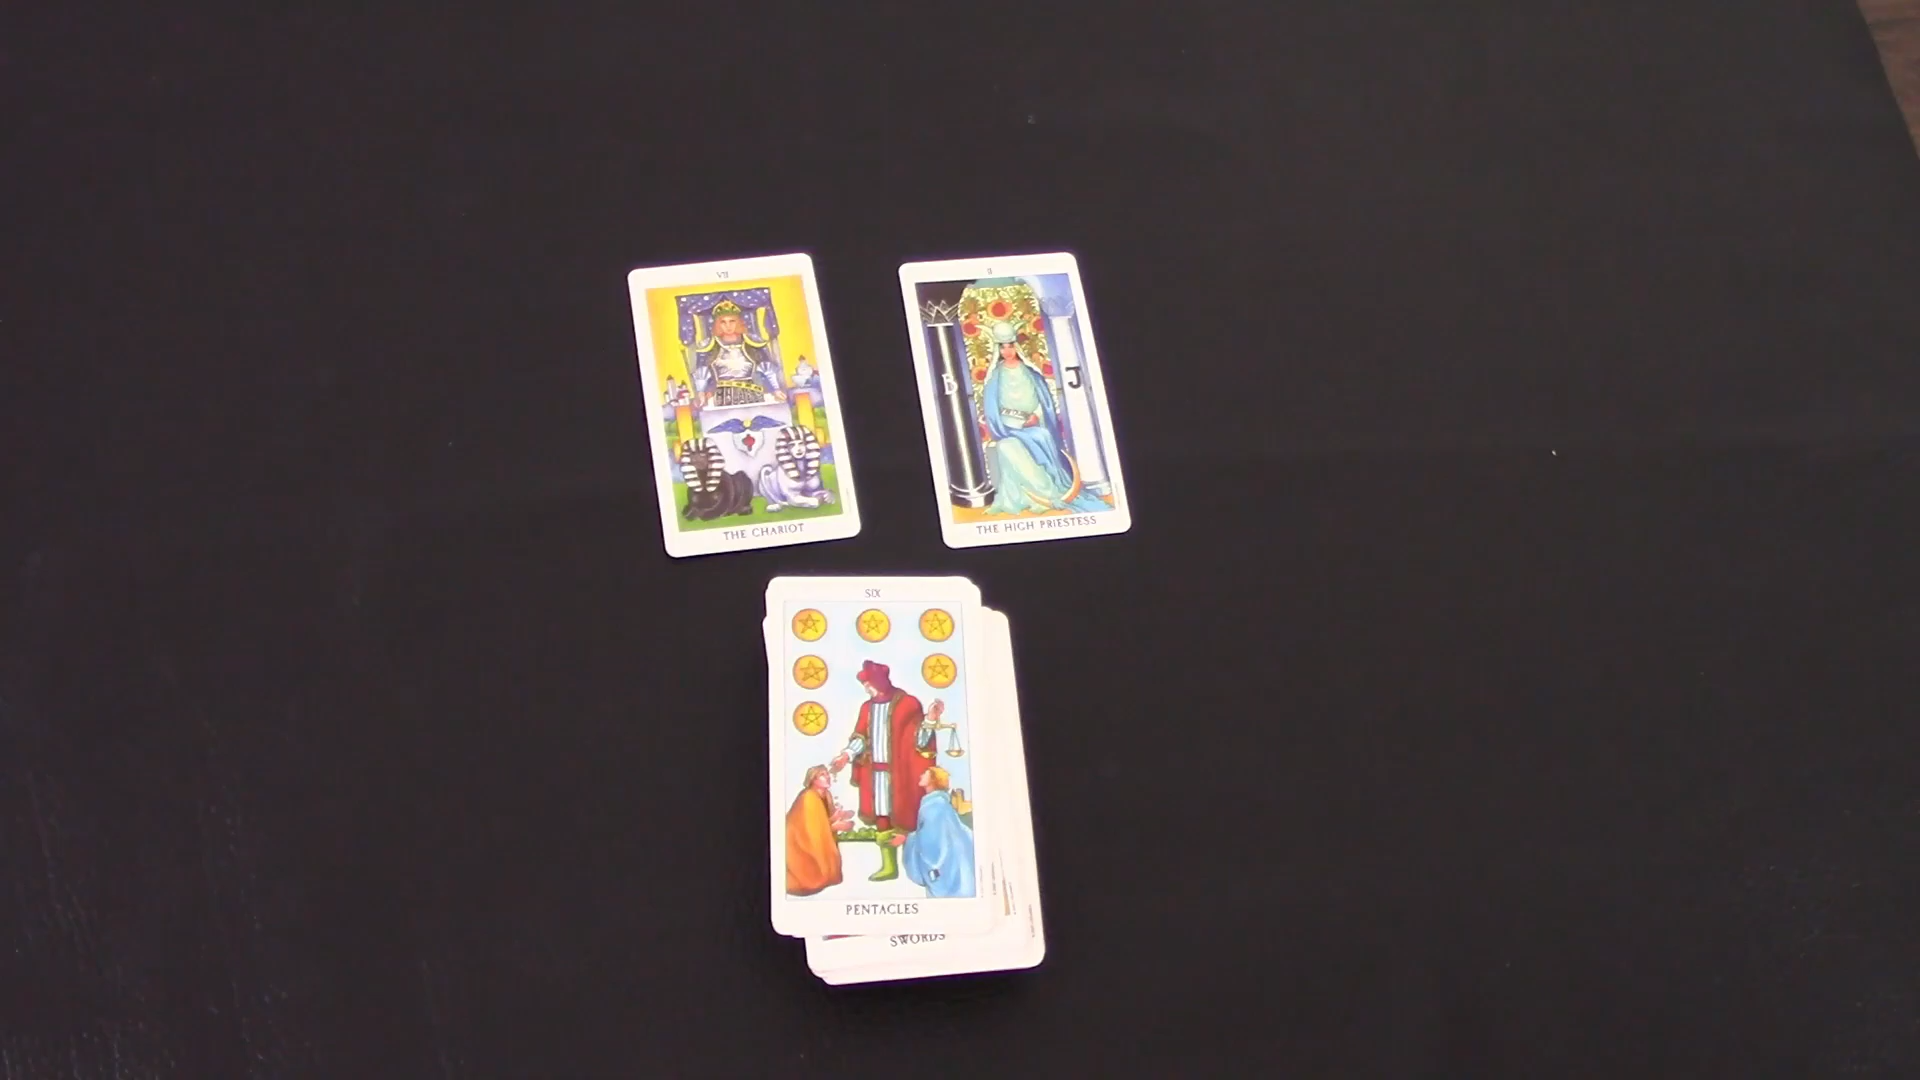 VII
THE CHARIOT
II
B
J
THE HIGH PRIESTESS
SIX
PENTACLES
SWORDS